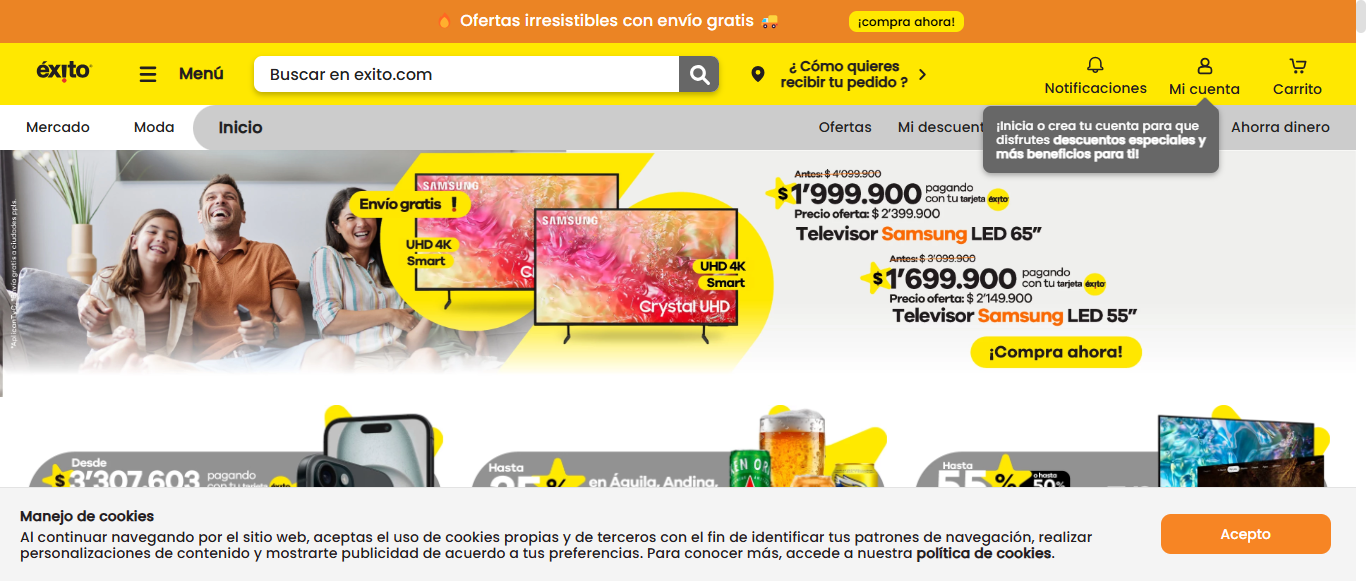 Ofertas irresistibles con envío gratis
¡compra ahora!
éxito
Menú
Buscar en exito.com
¿ Cómo quieres
recibir tu pedido ?
Notificaciones
Mi cuenta
Carrito
Mercado
Moda
Inicio
Ofertas
Mi descuent
Ahorra dinero
¡Inicia o crea tu cuenta para que
disfrutes descuentos especiales y
más beneficios para ti!
Envío gratis !
SAMSUNG
UHD 4K
Smart
SAMSUNG
UHD 4K
Smart
Crystal UHD
Antes: $ 4'099.900
$1'999.900 pagando
con tu tarjeta éxito
Precio oferta: $ 2'399.900
Televisor Samsung LED 65”
Antes: $ 3'099.900
$1'699.900 pagando
con tu tarjeta éxito
Precio oferta: $ 2'149.900
Televisor Samsung LED 55”
¡Compra ahora!
Desde
$3'307.603 pagando
con tu tarjeta éxito
Hasta
% en Águila, Andina,
Hasta
55% o hasta
50%
Manejo de cookies
Al continuar navegando por el sitio web, aceptas el uso de cookies propias y de terceros con el fin de identificar tus patrones de navegación, realizar
personalizaciones de contenido y mostrarte publicidad de acuerdo a tus preferencias. Para conocer más, accede a nuestra política de cookies.
Acepto